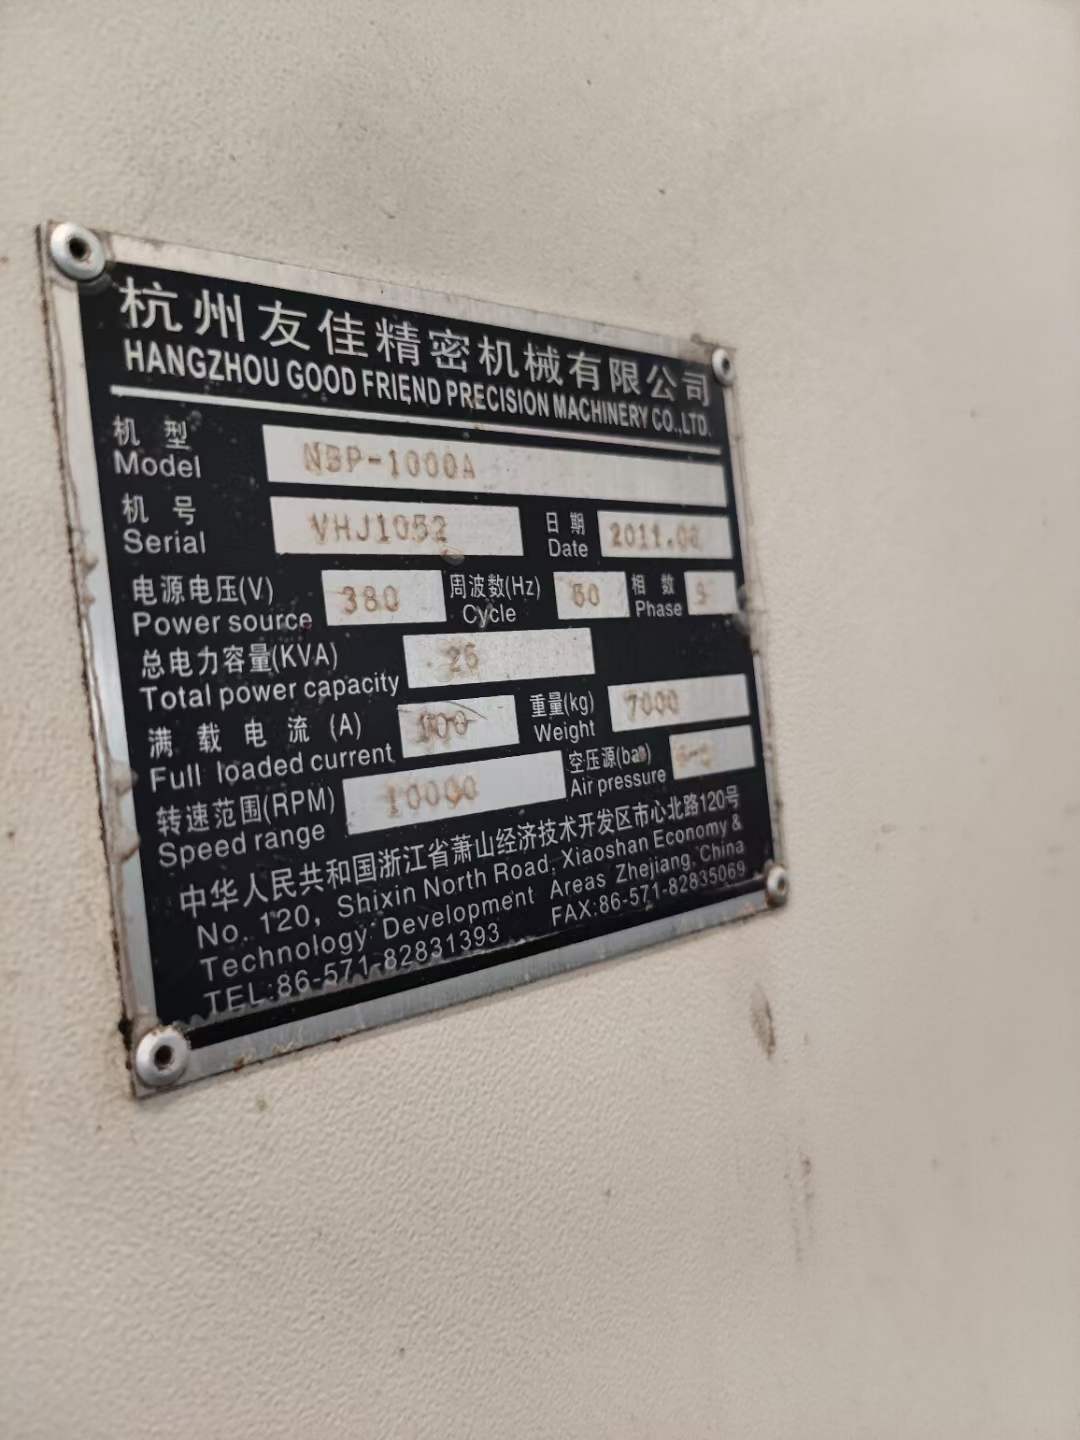 杭州友佳精密机械有限公司
HANGZHOU GOOD FRIEND PRECISION MACHINERY CO.,LTD.
机 型
Model NBP-1000A
机 号 日 期
Serial VHJ1052 Date 2011.
电源电压(V) 周波数(Hz) 相 数
Power source 380 Cycle Phase
总电力容量(KVA)
Total power capacity
满 载 电 流 (A) 重量(kg)
Full loaded current 100 Weight 7000
转速范围(RPM) 空压源(bar)
Speed range 10000 Air pressure
中华人民共和国浙江省萧山经济技术开发区市心北路120号
No. 120, Shixin North Road, Xiaoshan Economy &
Technology Development Areas Zhejiang, China
TEL:86-571-82831393 FAX:86-571-82835069